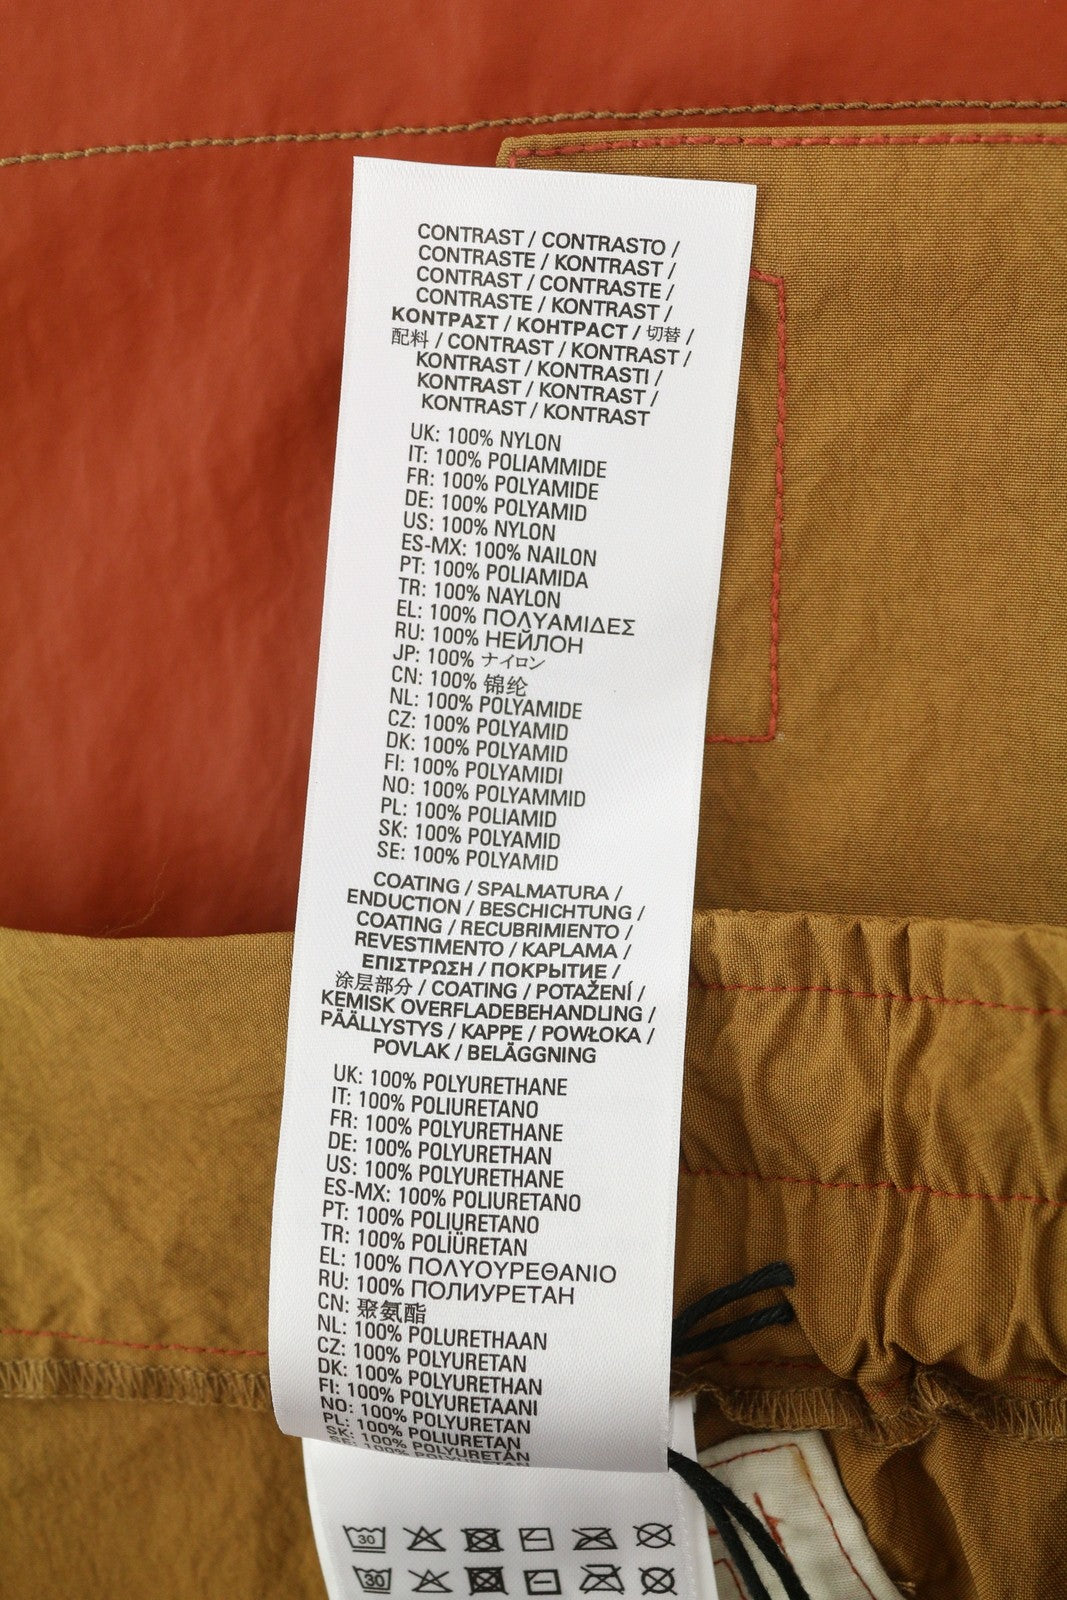 CONTRAST / CONTRASTO /
CONTRASTE / KONTRAST /
CONTRAST / CONTRASTE /
CONTRASTE / KONTRAST /
ΚΟΝΤΡΑΣΤ / КОНТРАСТ / 切替 /
配料 / CONTRAST / KONTRAST /
KONTRAST / KONTRASTI /
KONTRAST / KONTRAST /
KONTRAST / KONTRAST
UK: 100% NYLON
IT: 100% POLIAMMIDE
FR: 100% POLYAMIDE
DE: 100% POLYAMID
US: 100% NYLON
ES-MX: 100% NAILON
PT: 100% POLIAMIDA
TR: 100% NAYLON
EL: 100% ΠΟΛΥΑΜΙΔΕΣ
RU: 100% НЕЙЛОН
JP: 100% ナイロン
CN: 100% 锦纶
NL: 100% POLYAMIDE
CZ: 100% POLYAMID
DK: 100% POLYAMID
FI: 100% POLYAMIDI
NO: 100% POLYAMMID
PL: 100% POLIAMID
SK: 100% POLYAMID
SE: 100% POLYAMID
COATING / SPALMATURA /
ENDUCTION / BESCHICHTUNG /
COATING / RECUBRIMIENTO /
REVESTIMENTO / KAPLAMA /
ΕΠΙΣΤΡΩΣΗ / ПОКРЫТИЕ /
涂层部分 / COATING / POTAŽENÍ /
KEMISK OVERFLADEBEHANDLING /
PÄÄLLYSTYS / KAPPE / POWŁOKA /
POVLAK / BELÄGGNING
UK: 100% POLYURETHANE
IT: 100% POLIURETANO
FR: 100% POLYURETHANE
DE: 100% POLYURETHAN
US: 100% POLYURETHANE
ES-MX: 100% POLIURETANO
PT: 100% POLIURETANO
TR: 100% POLİÜRETAN
EL: 100% ΠΟΛΥΟΥΡΕΘΑΝΙΟ
RU: 100% ПОЛИУРЕТАН
CN: 聚氨酯
NL: 100% POLURETHAAN
CZ: 100% POLYURETAN
DK: 100% POLYURETHAN
FI: 100% POLYURETAANI
NO: 100% POLYURETAN
PL: 100% POLIURETAN
SK: 100% POLYURETÁN
SE: 100% POLYURETAN
30
30